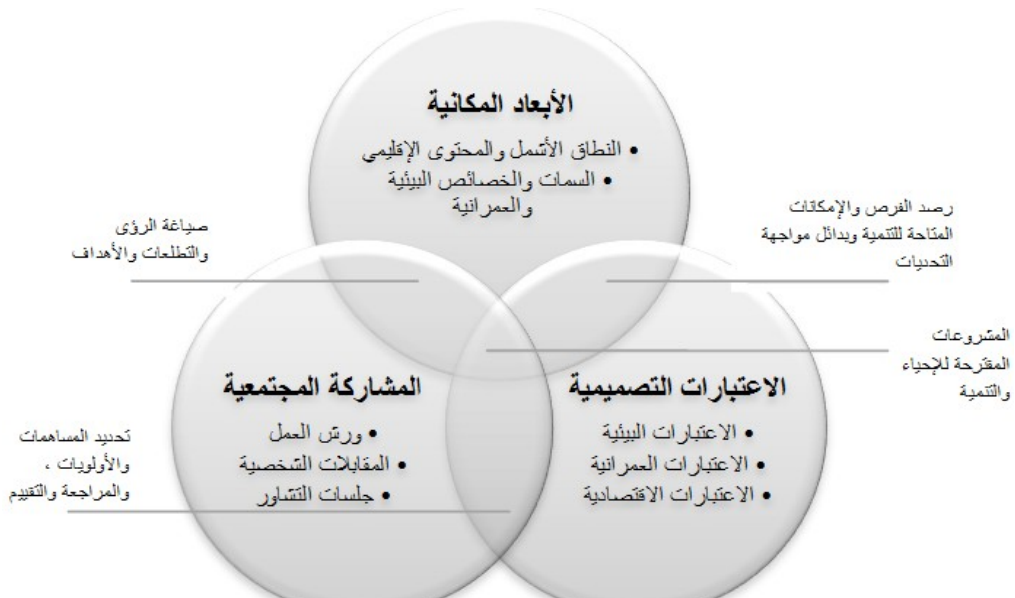 الأبعاد المكانية
• النطاق الأشمل والمحتوى الإقليمي
• السمات والخصائص البيئية
والعمرانية
رصد الفرص والإمكانات
المتاحة للتنمية وبدائل مواجهة
التحديات
صياغة الرؤى
والتطلعات والأهداف
المشروعات
المقترحة للإحياء
والتنمية
الاعتبارات التصميمية
• الاعتبارات البيئية
• الاعتبارات العمرانية
• الاعتبارات الاقتصادية
المشاركة المجتمعية
• ورش العمل
• المقابلات الشخصية
• جلسات التشاور
تحديد المساهمات
والأولويات ،
والمراجعة والتقييم